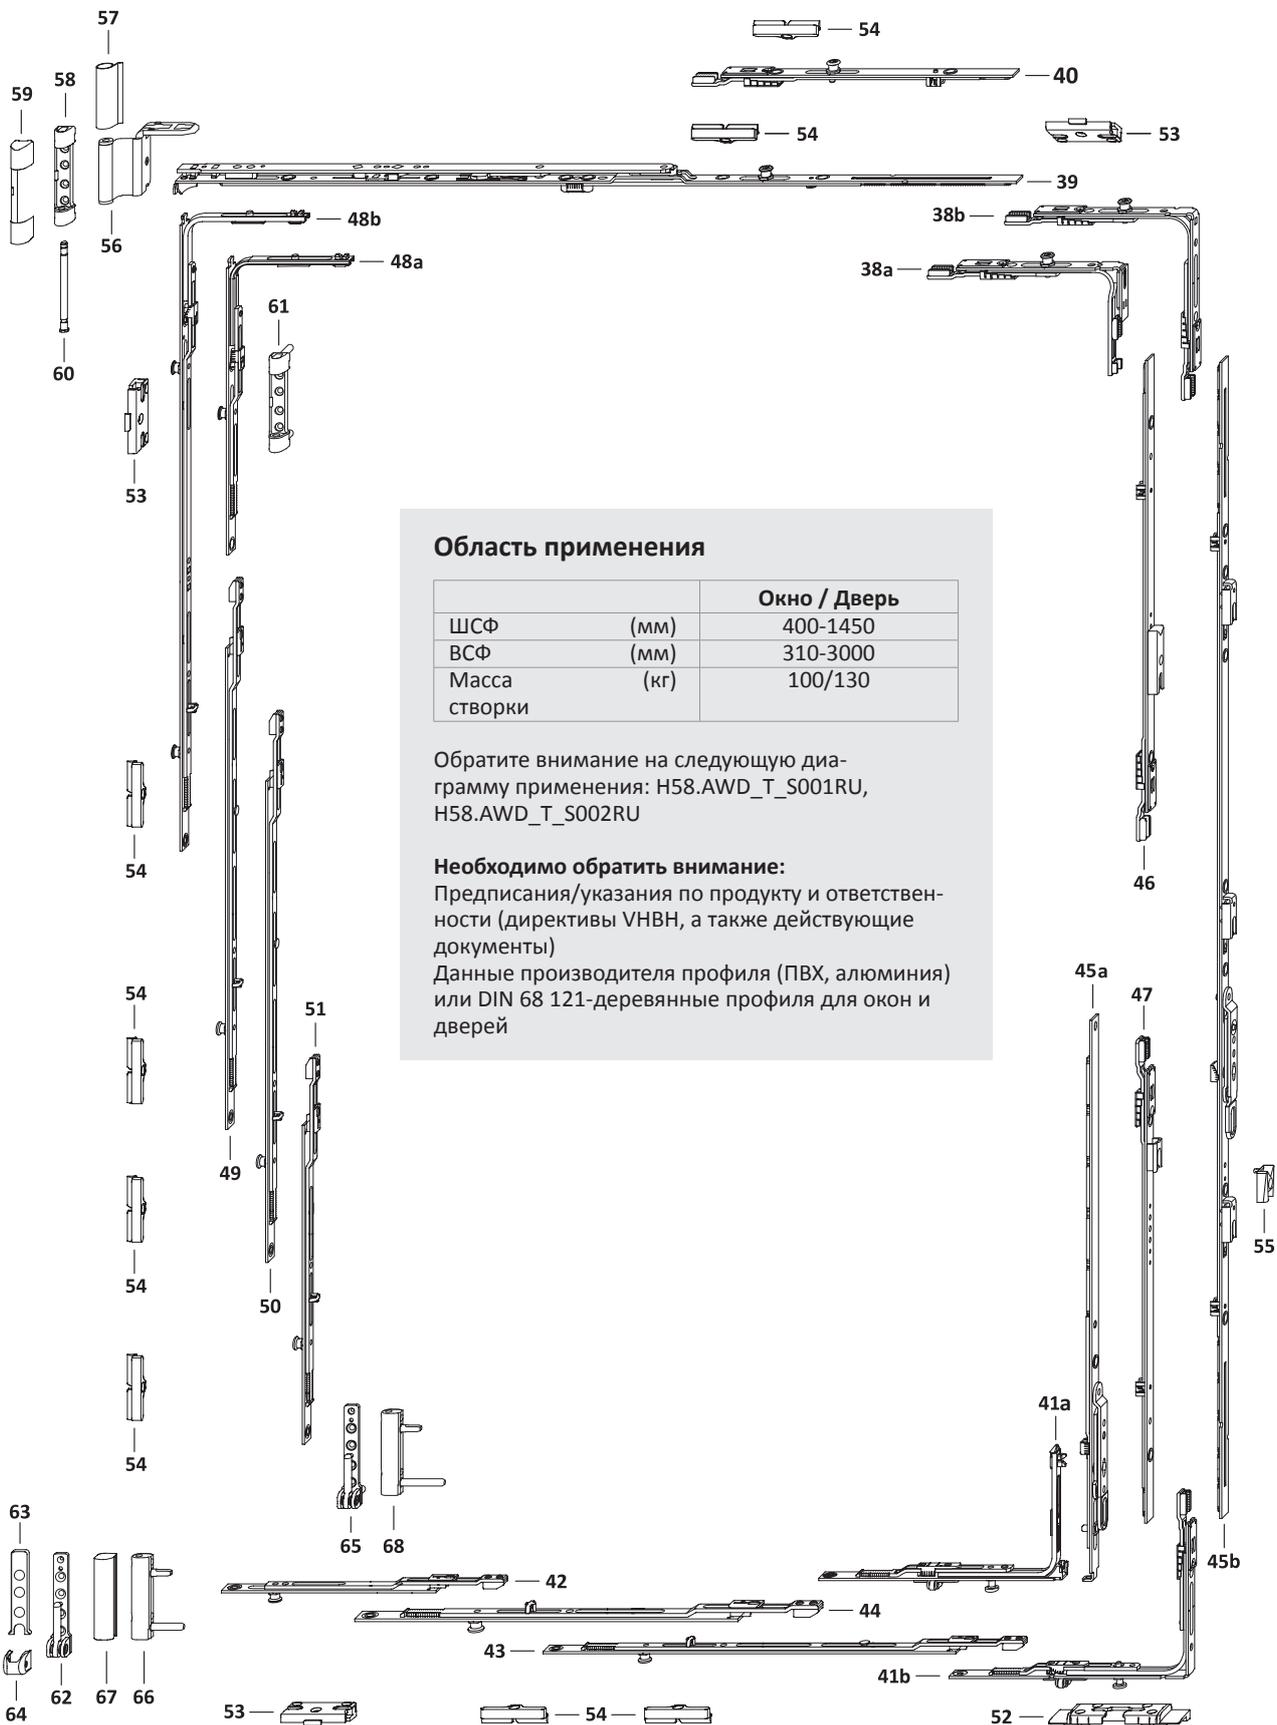 57
54
58
40
59
54
53
39
48b
38b
56
48a
38a
61
60
53
Область применения
Окно / Дверь
ШСФ (мм) 400-1450
ВСФ (мм) 310-3000
Масса (кг) 100/130
створки
Обратите внимание на следующую диа-
грамму применения: H58.AWD_T_S001RU,
H58.AWD_T_S002RU
Необходимо обратить внимание:
Предписания/указания по продукту и ответствен-
ности (директивы VHBH, а также действующие
документы)
Данные производителя профиля (ПВХ, алюминия)
или DIN 68 121-деревянные профиля для окон и
дверей
54
46
45a
54
47
51
49
55
54
50
41a
54
63
65
68
45b
42
44
43
41b
64
62
67
66
53
54
52